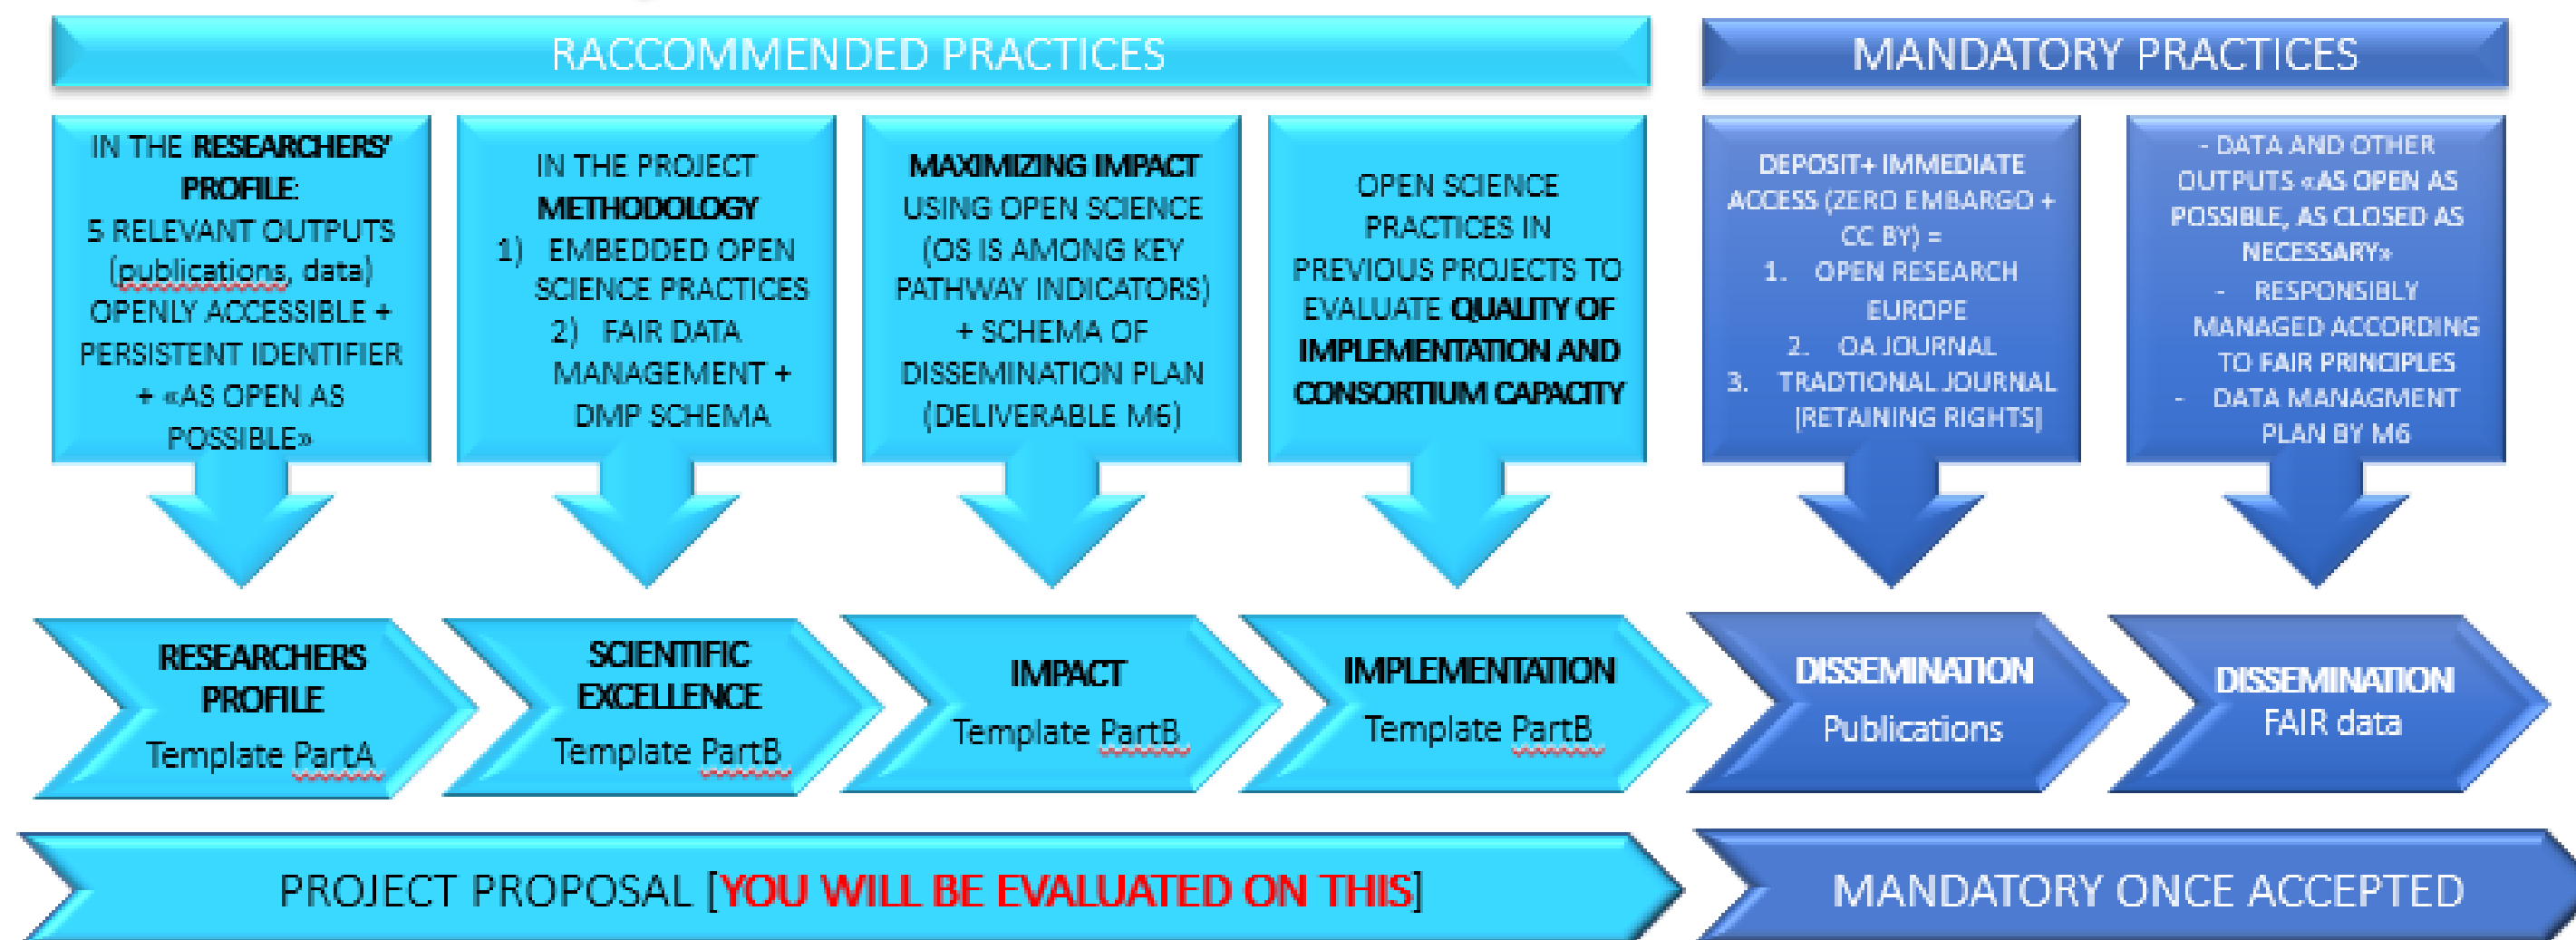 RACCOMMENDED PRACTICES
MANDATORY PRACTICES
IN THE RESEARCHERS'
PROFILE:
5 RELEVANT OUTPUTS
(publications, data)
OPENLY ACCESSIBLE +
PERSISTENT IDENTIFIER
+ «AS OPEN AS
POSSIBLE»
IN THE PROJECT
METHODOLOGY
1) EMBEDDED OPEN
SCIENCE PRACTICES
2) FAIR DATA
MANAGEMENT +
DMP SCHEMA
MAXIMIZING IMPACT
USING OPEN SCIENCE
(OS IS AMONG KEY
PATHWAY INDICATORS)
+ SCHEMA OF
DISSEMINATION PLAN
(DELIVERABLE M6)
OPEN SCIENCE
PRACTICES IN
PREVIOUS PROJECTS TO
EVALUATE QUALITY OF
IMPLEMENTATION AND
CONSORTIUM CAPACITY
DEPOSIT+ IMMEDIATE
ACCESS (ZERO EMBARGO +
CC BY) =
1. OPEN RESEARCH
EUROPE
2. OA JOURNAL
3. TRADTIONAL JOURNAL
[RETAINING RIGHTS]
- DATA AND OTHER
OUTPUTS «AS OPEN AS
POSSIBLE, AS CLOSED AS
NECESSARY»
- RESPONSIBLY
MANAGED ACCORDING
TO FAIR PRINCIPLES
- DATA MANAGMENT
PLAN BY M6
RESEARCHERS
PROFILE
Template PartA
SCIENTIFIC
EXCELLENCE
Template PartB
IMPACT
Template PartB
IMPLEMENTATION
Template PartB
DISSEMINATION
Publications
DISSEMINATION
FAIR data
PROJECT PROPOSAL [YOU WILL BE EVALUATED ON THIS]
MANDATORY ONCE ACCEPTED